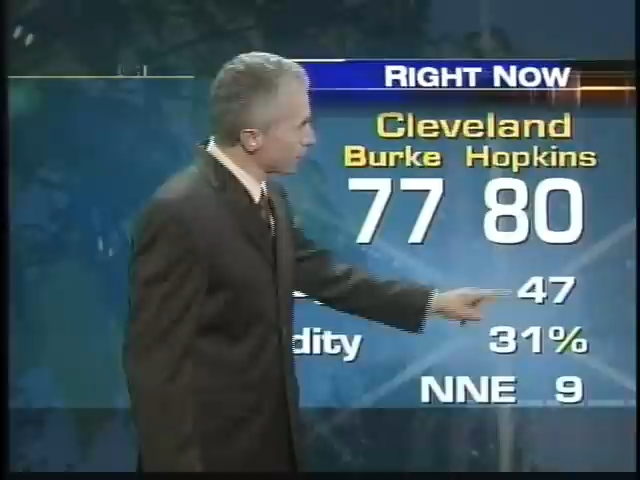 RIGHT NOW
Cleveland
Burke Hopkins
77 80
47
dity 31%
NNE 9